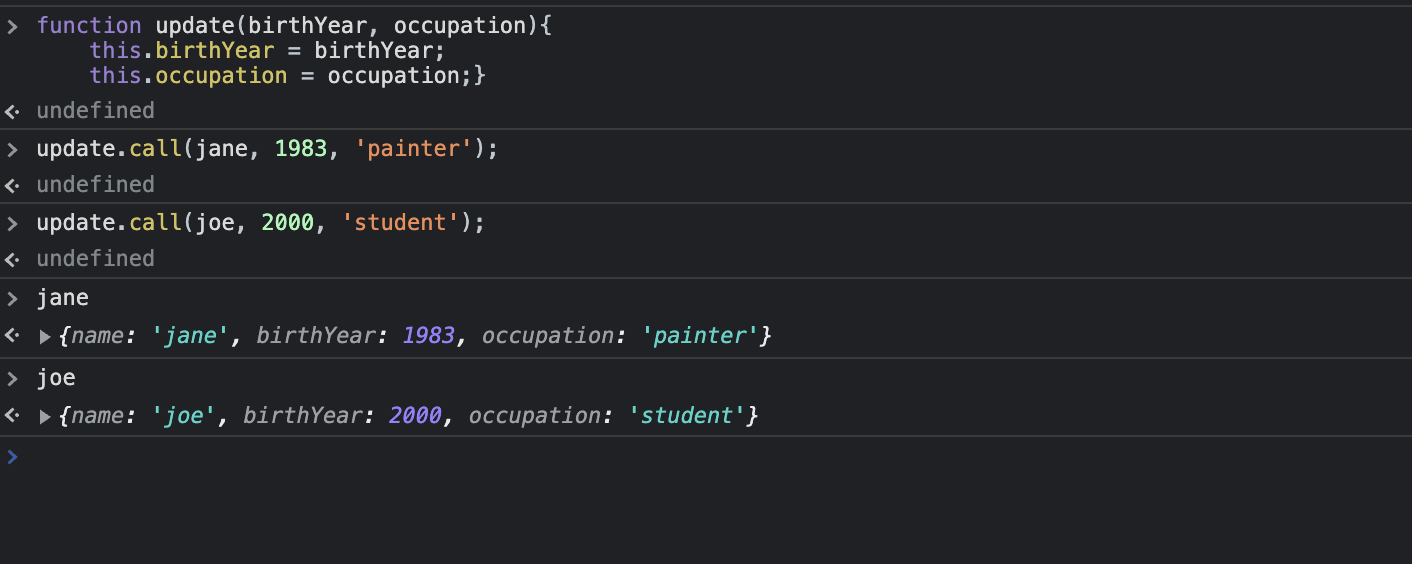 function update(birthYear, occupation){
    this.birthYear = birthYear;
    this.occupation = occupation;}
undefined
update.call(jane, 1983, 'painter');
undefined
update.call(joe, 2000, 'student');
undefined
jane
{name: 'jane', birthYear: 1983, occupation: 'painter'}
joe
{name: 'joe', birthYear: 2000, occupation: 'student'}